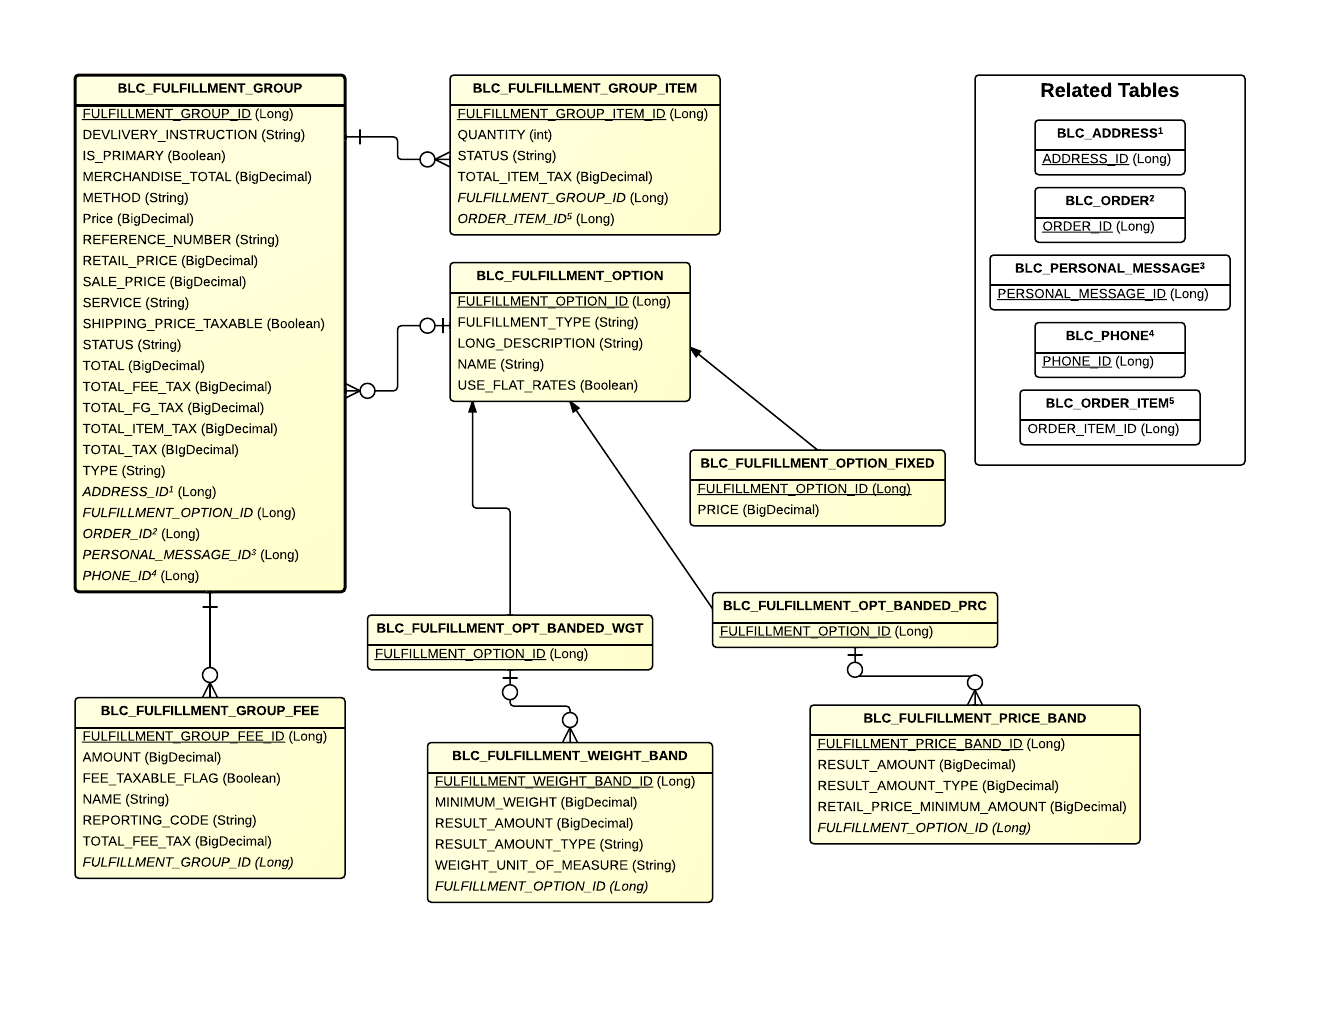 BLC_FULFILLMENT_GROUP
FULFILLMENT_GROUP_ID (Long)
DEVLIVERY_INSTRUCTION (String)
IS_PRIMARY (Boolean)
MERCHANDISE_TOTAL (BigDecimal)
METHOD (String)
Price (BigDecimal)
REFERENCE_NUMBER (String)
RETAIL_PRICE (BigDecimal)
SALE_PRICE (BigDecimal)
SERVICE (String)
SHIPPING_PRICE_TAXABLE (Boolean)
STATUS (String)
TOTAL (BigDecimal)
TOTAL_FEE_TAX (BigDecimal)
TOTAL_FG_TAX (BigDecimal)
TOTAL_ITEM_TAX (BigDecimal)
TOTAL_TAX (BIgDecimal)
TYPE (String)
ADDRESS_ID¹ (Long)
FULFILLMENT_OPTION_ID (Long)
ORDER_ID² (Long)
PERSONAL_MESSAGE_ID³ (Long)
PHONE_ID⁴ (Long)
BLC_FULFILLMENT_GROUP_ITEM
FULFILLMENT_GROUP_ITEM_ID (Long)
QUANTITY (int)
STATUS (String)
TOTAL_ITEM_TAX (BigDecimal)
FULFILLMENT_GROUP_ID (Long)
ORDER_ITEM_ID⁵ (Long)
BLC_FULFILLMENT_OPTION
FULFILLMENT_OPTION_ID (Long)
FULFILLMENT_TYPE (String)
LONG_DESCRIPTION (String)
NAME (String)
USE_FLAT_RATES (Boolean)
Related Tables
BLC_ADDRESS¹
ADDRESS_ID (Long)
BLC_ORDER²
ORDER_ID (Long)
BLC_PERSONAL_MESSAGE³
PERSONAL_MESSAGE_ID (Long)
BLC_PHONE⁴
PHONE_ID (Long)
BLC_ORDER_ITEM⁵
ORDER_ITEM_ID (Long)
BLC_FULFILLMENT_OPTION_FIXED
FULFILLMENT_OPTION_ID (Long)
PRICE (BigDecimal)
BLC_FULFILLMENT_OPT_BANDED_WGT
FULFILLMENT_OPTION_ID (Long)
BLC_FULFILLMENT_OPT_BANDED_PRC
FULFILLMENT_OPTION_ID (Long)
BLC_FULFILLMENT_GROUP_FEE
FULFILLMENT_GROUP_FEE_ID (Long)
AMOUNT (BigDecimal)
FEE_TAXABLE_FLAG (Boolean)
NAME (String)
REPORTING_CODE (String)
TOTAL_FEE_TAX (BigDecimal)
FULFILLMENT_GROUP_ID (Long)
BLC_FULFILLMENT_WEIGHT_BAND
FULFILLMENT_WEIGHT_BAND_ID (Long)
MINIMUM_WEIGHT (BigDecimal)
RESULT_AMOUNT (BigDecimal)
RESULT_AMOUNT_TYPE (String)
WEIGHT_UNIT_OF_MEASURE (String)
FULFILLMENT_OPTION_ID (Long)
BLC_FULFILLMENT_PRICE_BAND
FULFILLMENT_PRICE_BAND_ID (Long)
RESULT_AMOUNT (BigDecimal)
RESULT_AMOUNT_TYPE (BigDecimal)
RETAIL_PRICE_MINIMUM_AMOUNT (BigDecimal)
FULFILLMENT_OPTION_ID (Long)